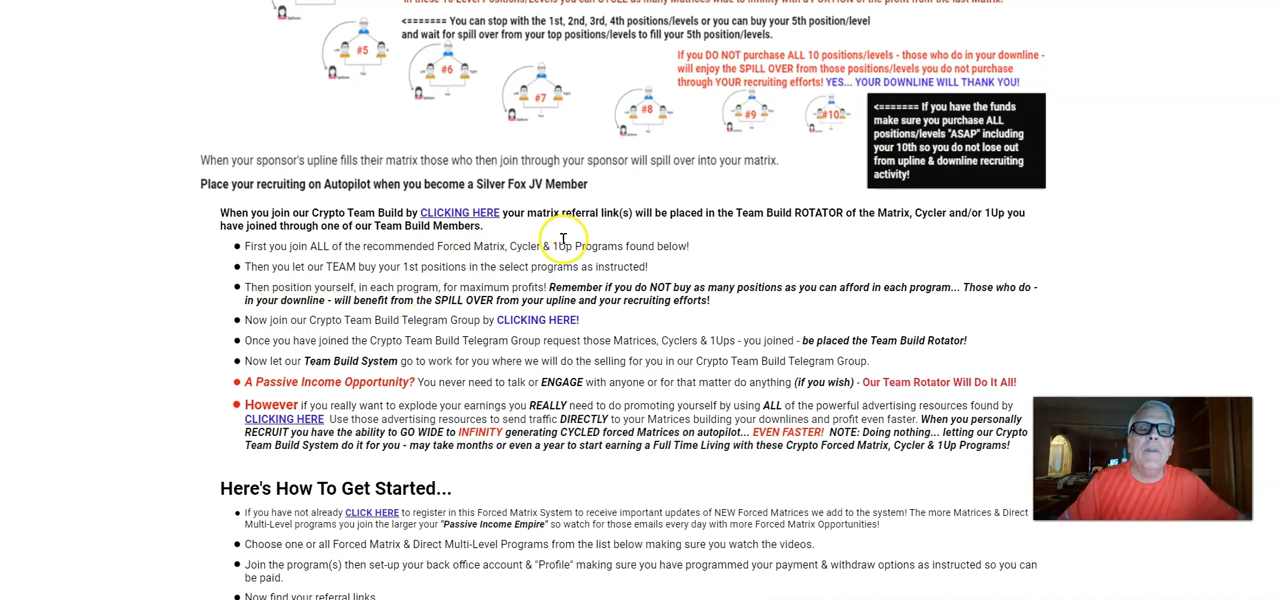 in these 10 Level Positions you can CYCLE as many Matrices wide to Infinity with a PORTION of the profit from the last Matrix.
<======= You can stop with the 1st, 2nd, 3rd, 4th positions/levels or you can buy your 5th position/level
and wait for spill over from your top positions/levels to fill your 5th position/levels.
#5
#6
If you DO NOT purchase ALL 10 positions/levels - those who do in your downline -
will enjoy the SPILL OVER from those positions/levels you do not purchase
through YOUR recruiting efforts! YES... YOUR DOWNLINE WILL THANK YOU!
#7
#8
#9
#10
<======= If you have the funds
make sure you purchase ALL
positions/levels "ASAP" including
your 10th so you do not lose out
from upline & downline recruiting
activity!
When your sponsor's upline fills their matrix those who then join through your sponsor will spill over into your matrix.
Place your recruiting on Autopilot when you become a Silver Fox JV Member
When you join our Crypto Team Build by CLICKING HERE your matrix referral link(s) will be placed in the Team Build ROTATOR of the Matrix, Cycler and/or 1Up you
have joined through one of our Team Build Members.
● First you join ALL of the recommended Forced Matrix, Cycler & 1Up Programs found below!
● Then you let our TEAM buy your 1st positions in the select programs as instructed!
● Then position yourself, in each program, for maximum profits! Remember if you do NOT buy as many positions as you can afford in each program... Those who do -
in your downline - will benefit from the SPILL OVER from your upline and your recruiting efforts!
● Now join our Crypto Team Build Telegram Group by CLICKING HERE!
● Once you have joined the Crypto Team Build Telegram Group request those Matrices, Cyclers & 1Ups - you joined - be placed the Team Build Rotator!
● Now let our Team Build System go to work for you where we will do the selling for you in our Crypto Team Build Telegram Group.
● A Passive Income Opportunity? You never need to talk or ENGAGE with anyone or for that matter do anything (if you wish) - Our Team Rotator Will Do It All!
● However if you really want to explode your earnings you REALLY need to do promoting yourself by using ALL of the powerful advertising resources found by
CLICKING HERE Use those advertising resources to send traffic DIRECTLY to your Matrices building your downlines and profit even faster. When you personally
RECRUIT you have the ability to GO WIDE to INFINITY generating CYCLED forced Matrices on autopilot... EVEN FASTER! NOTE: Doing nothing... letting our Crypto
Team Build System do it for you - may take months or even a year to start earning a Full Time Living with these Crypto Forced Matrix, Cycler & 1Up Programs!
Here's How To Get Started...
● If you have not already CLICK HERE to register in this Forced Matrix System to receive important updates of NEW Forced Matrices we add to the system! The more Matrices & Direct
Multi-Level programs you join the larger your "Passive Income Empire" so watch for those emails every day with more Forced Matrix Opportunities!
● Choose one or all Forced Matrix & Direct Multi-Level Programs from the list below making sure you watch the videos.
● Join the program(s) then set-up your back office account & "Profile" making sure you have programmed your payment & withdraw options as instructed so you can
be paid.
● Now find your referral links